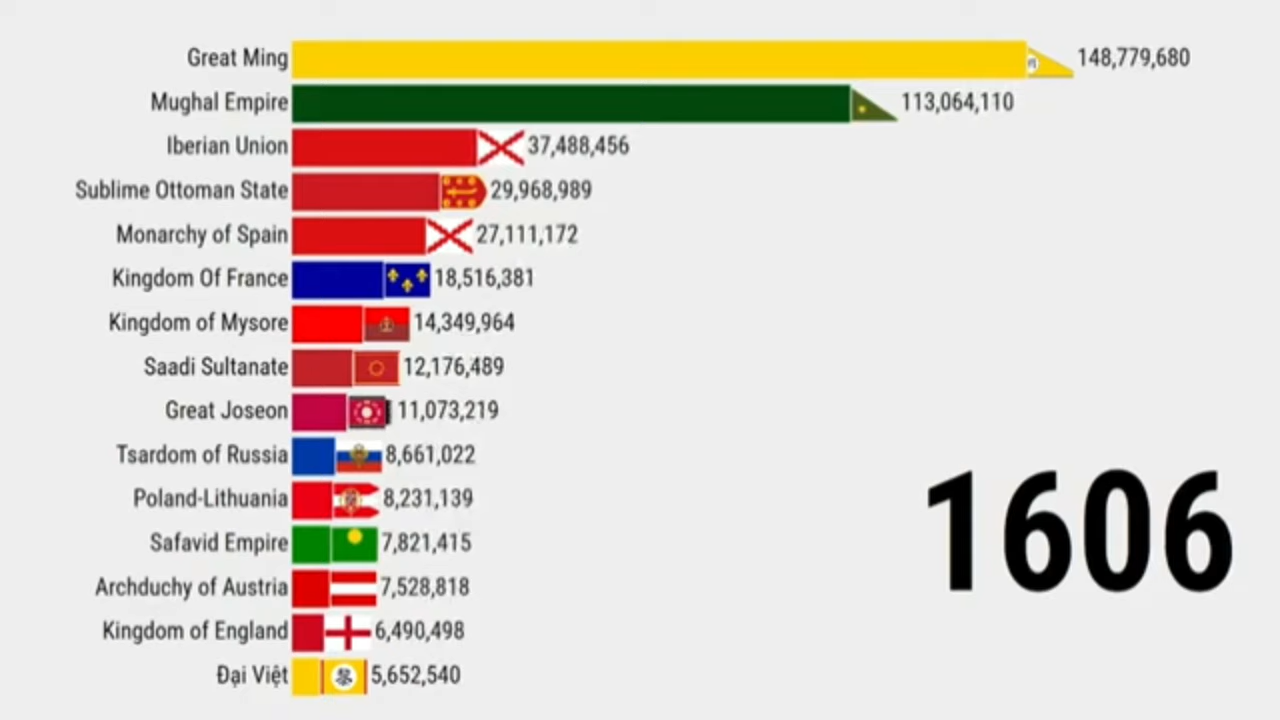 Great Ming 148,779,680
Mughal Empire 113,064,110
Iberian Union 37,488,456
Sublime Ottoman State 29,968,989
Monarchy of Spain 27,111,172
Kingdom Of France 18,516,381
Kingdom of Mysore 14,349,964
Saadi Sultanate 12,176,489
Great Joseon 11,073,219
Tsardom of Russia 8,661,022
Poland-Lithuania 8,231,139
Safavid Empire 7,821,415
Archduchy of Austria 7,528,818
Kingdom of England 6,490,498
Đại Việt 黎 5,652,540
1606